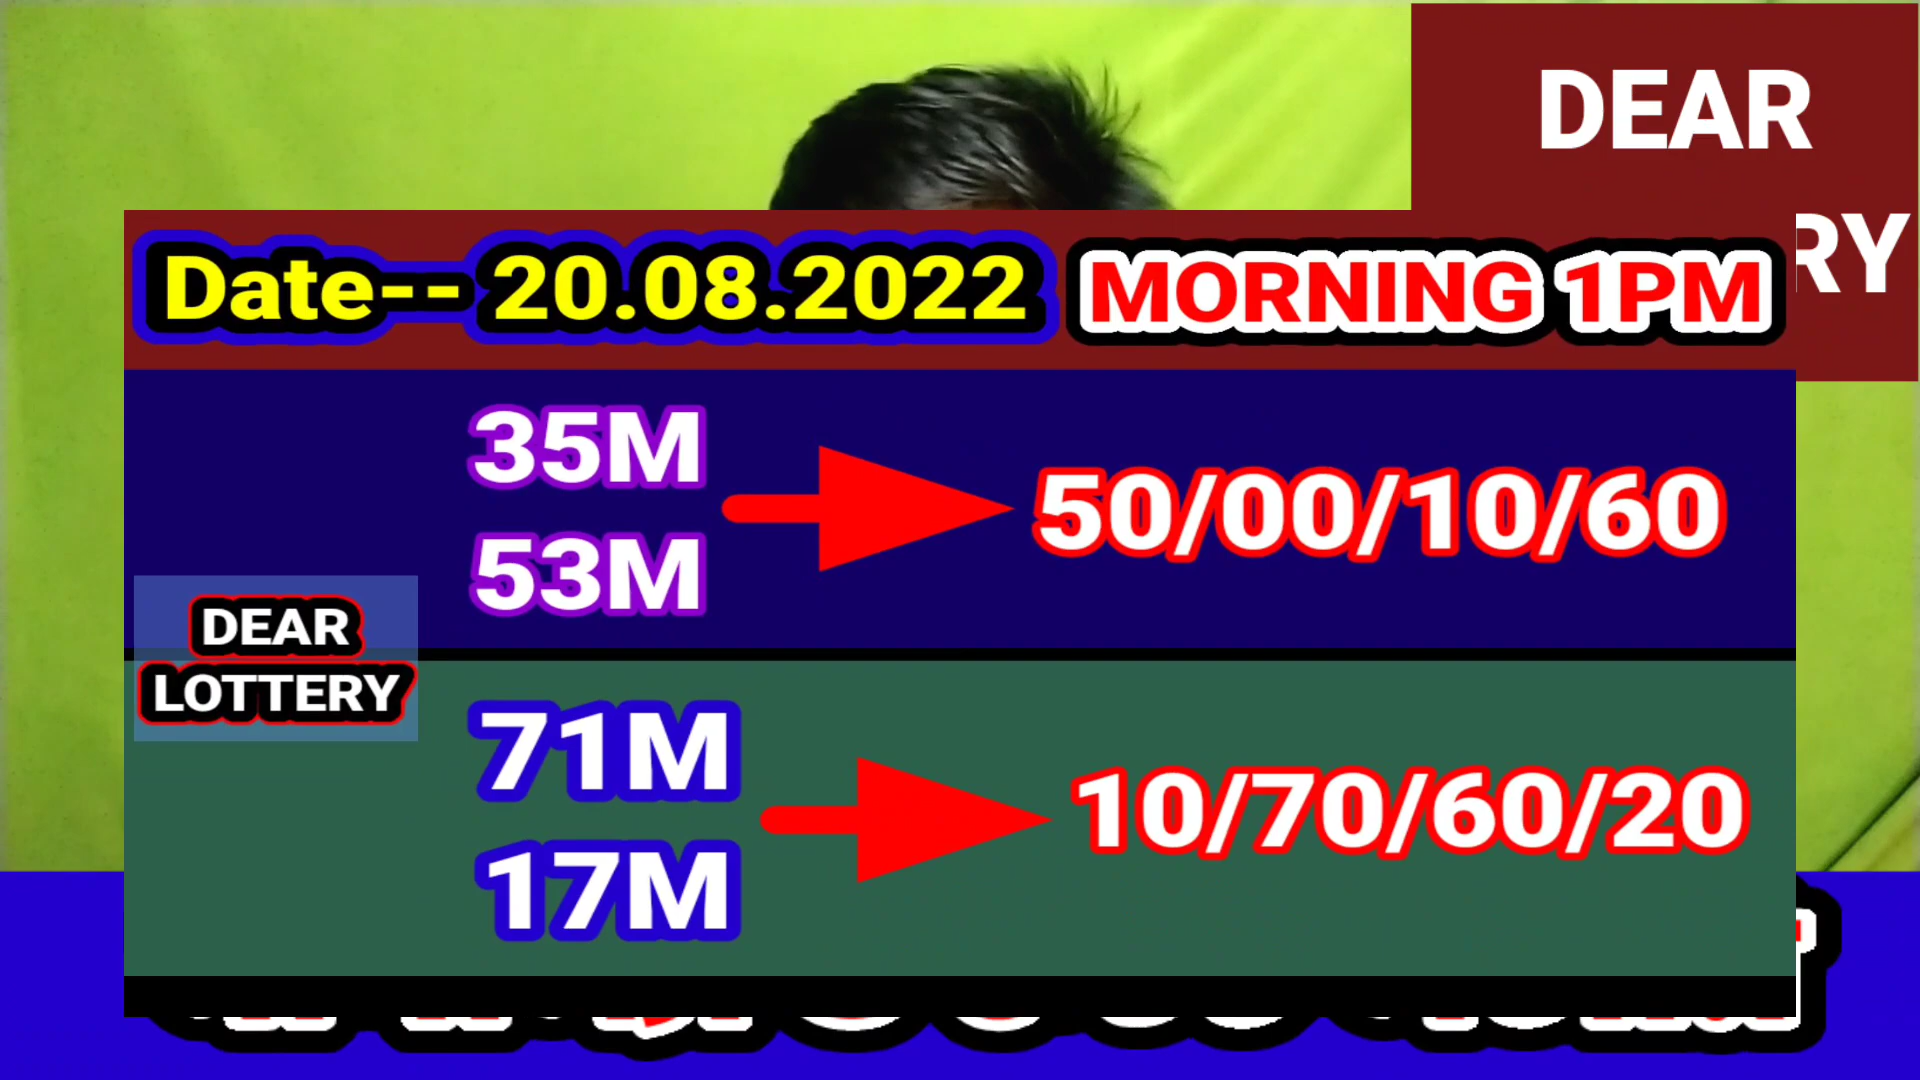 DEAR
RY
Date-- 20.08.2022 MORNING 1PM
35M
53M
50/00/10/60
DEAR
LOTTERY
71M
17M
10/70/60/20